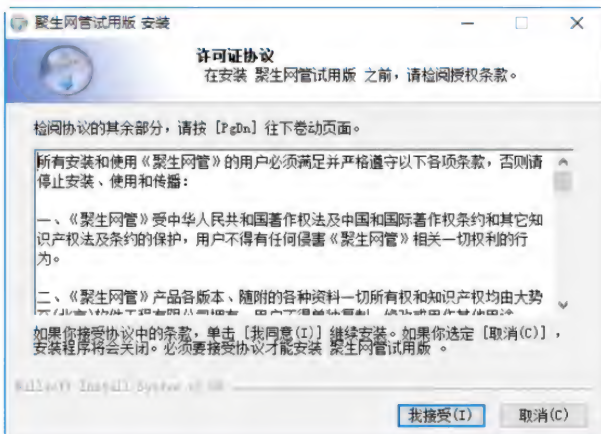 聚生网管试用版 安装
许可证协议
在安装 聚生网管试用版 之前，请检阅授权条款。
检阅协议的其余部分，请按 [PgDn] 往下卷动页面。
所有安装和使用《聚生网管》的用户必须满足并严格遵守以下各项条款，否则请
停止安装、使用和传播：
一、《聚生网管》受中华人民共和国著作权法及中国和国际著作权条约和其它知
识产权法及条约的保护，用户不得有任何侵害《聚生网管》相关一切权利的行
为。
二、《聚生网管》产品各版本、随附的各种资料一切所有权和知识产权均由大势
如果你接受协议中的条款，单击 [我同意(I)] 继续安装。如果你选定 [取消(C)] ，
安装程序将会关闭。必须要接受协议才能安装 聚生网管试用版 。
Nullsoft Install System
我接受(I)
取消(C)